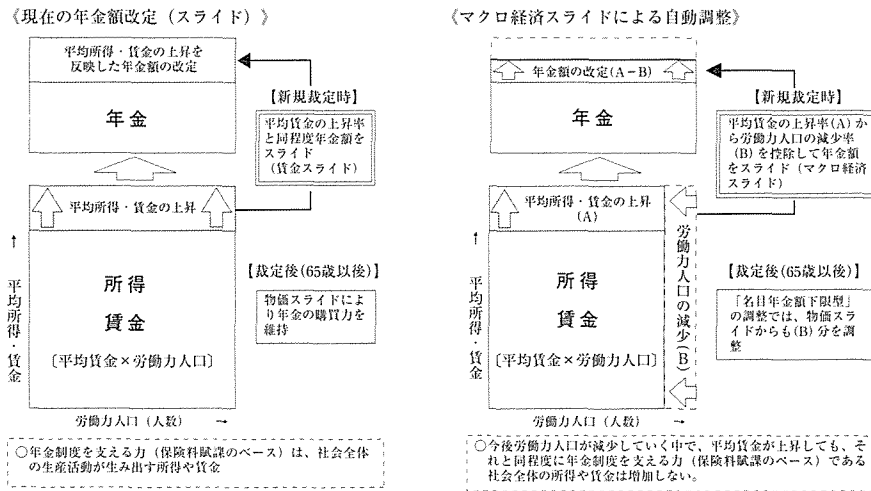 《現在の年金額改定（スライド）》
平均所得・賃金の上昇を
反映した年金額の改定
年金
【新規裁定時】
平均賃金の上昇率
と同程度年金額を
スライド
（賃金スライド）
平均所得・賃金の上昇
所得
賃金
〔平均賃金×労働力人口〕
【裁定後(65歳以後)】
物価スライドによ
り年金の購買力を
維持
↑
平均所得・賃金
労働力人口（人数） →
○年金制度を支える力（保険料賦課のベース）は、社会全体
の生産活動が生み出す所得や賃金
《マクロ経済スライドによる自動調整》
年金額の改定(A－B)
年金
【新規裁定時】
平均賃金の上昇率(A)か
ら労働力人口の減少率
(B)を控除して年金額
をスライド（マクロ経済
スライド）
平均所得・賃金の上昇
(A)
労働力人口の減少(B)
所得
賃金
〔平均賃金×労働力人口〕
【裁定後(65歳以後)】
「名目年金額下限型」
の調整では、物価スラ
イドからも(B)分を調
整
↑
平均所得・賃金
労働力人口（人数） →
○今後労働力人口が減少していく中で、平均賃金が上昇しても、そ
れと同程度に年金制度を支える力（保険料賦課のベース）である
社会全体の所得や賃金は増加しない。